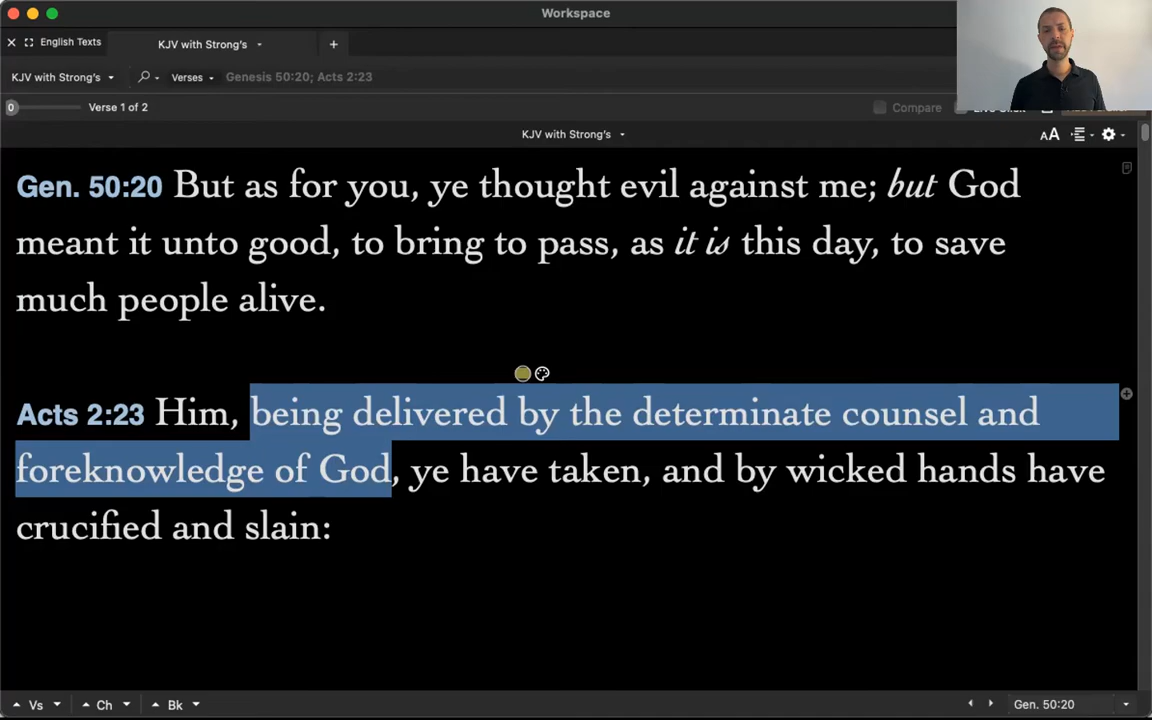 Workspace
English Texts
KJV with Strong's
KJV with Strong's
Verses
Genesis 50:20; Acts 2:23
0
Verse 1 of 2
Compare
KJV with Strong's
AA
Gen. 50:20 But as for you, ye thought evil against me; but God
meant it unto good, to bring to pass, as it is this day, to save
much people alive.
Acts 2:23 Him, being delivered by the determinate counsel and
foreknowledge of God, ye have taken, and by wicked hands have
crucified and slain:
Vs
Ch
Bk
Gen. 50:20